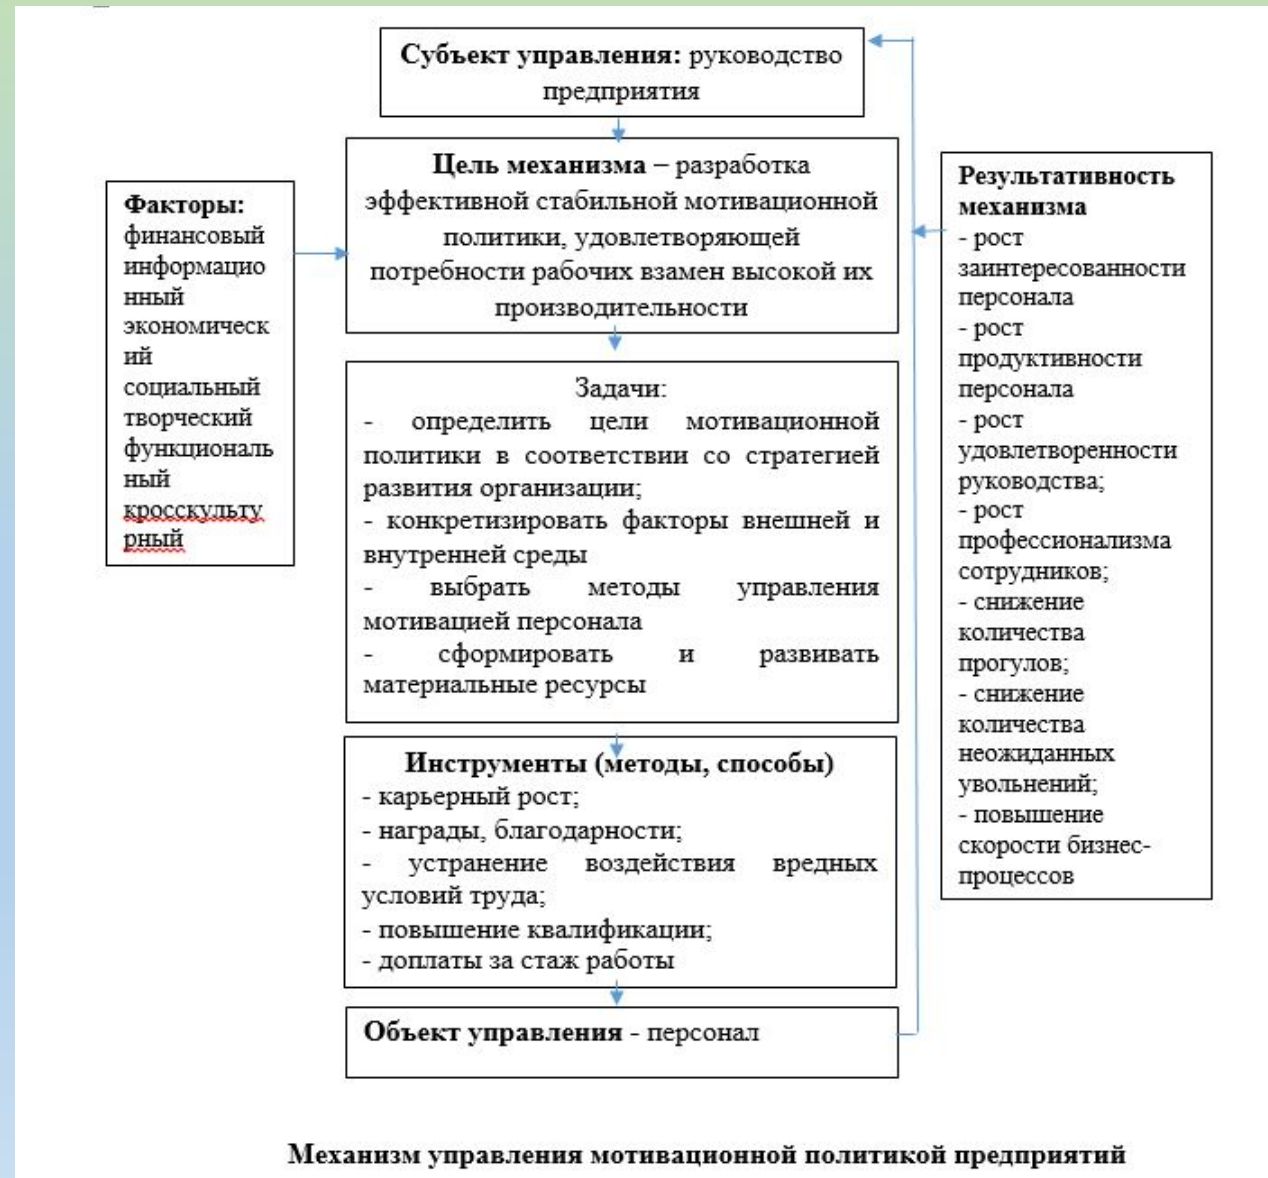 Субъект управления: руководство
предприятия
Цель механизма – разработка
эффективной стабильной мотивационной
политики, удовлетворяющей
потребности рабочих взамен высокой их
производительности
Факторы:
финансовый
информацио
нный
экономическ
ий
социальный
творческий
функциональ
ный
кросскульту
рный
Задачи:
- определить цели мотивационной
политики в соответствии со стратегией
развития организации;
- конкретизировать факторы внешней и
внутренней среды
- выбрать методы управления
мотивацией персонала
- сформировать и развивать
материальные ресурсы
Инструменты (методы, способы)
- карьерный рост;
- награды, благодарности;
- устранение воздействия вредных
условий труда;
- повышение квалификации;
- доплаты за стаж работы
Объект управления - персонал
Результативность
механизма
- рост
заинтересованности
персонала
- рост
продуктивности
персонала
- рост
удовлетворенности
руководства;
- рост
профессионализма
сотрудников;
- снижение
количества
прогулов;
- снижение
количества
неожиданных
увольнений;
- повышение
скорости бизнес-
процессов
Механизм управления мотивационной политикой предприятий